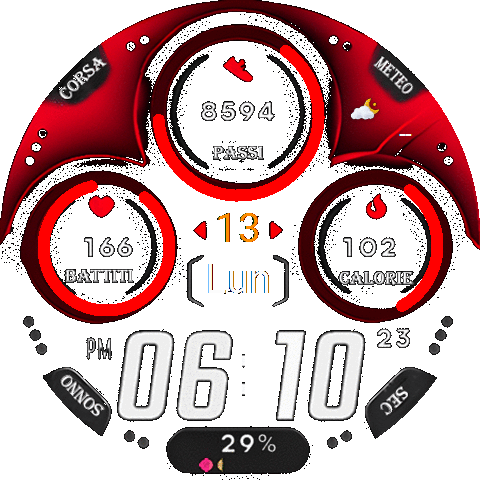 CORSA
METEO
8594
PASSI
166
BATTITI
13
[Lun]
102
CALORIE
PM 06:10 23
SONNO
SEC
29%